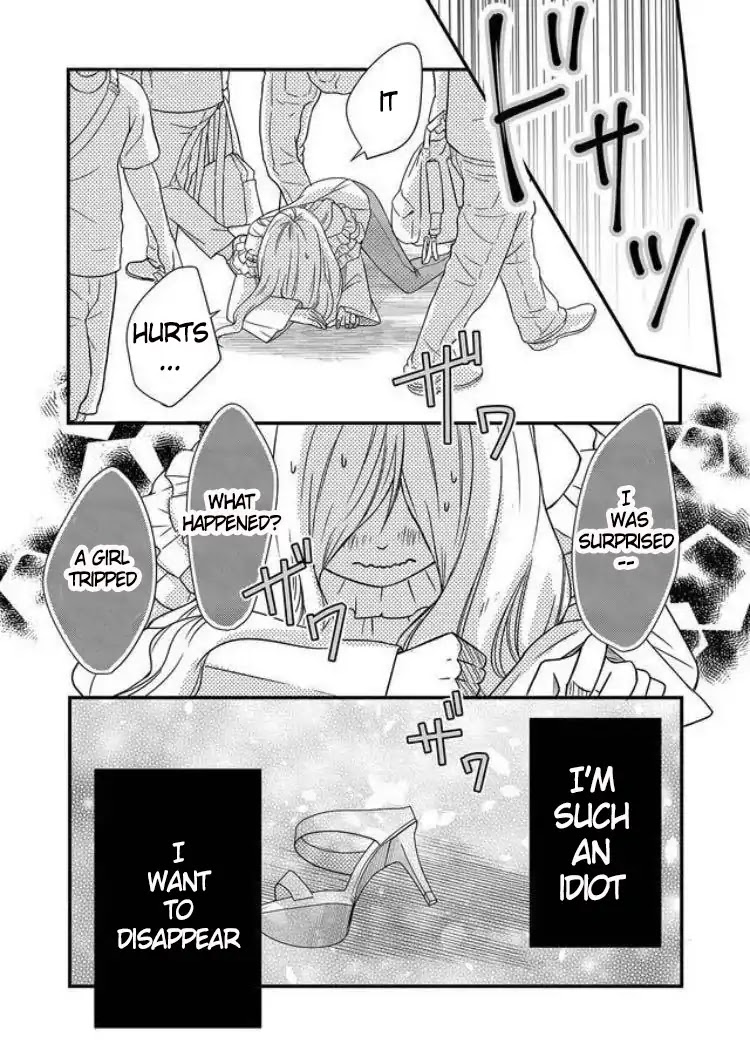 ドサッ
IT
HURTS
...
ザワ
I
WAS
SURPRISED
--
WHAT
HAPPENED?
A GIRL
TRIPPED
ザワ
ザワ
I'M
SUCH
AN
IDIOT
I
WANT
TO
DISAPPEAR